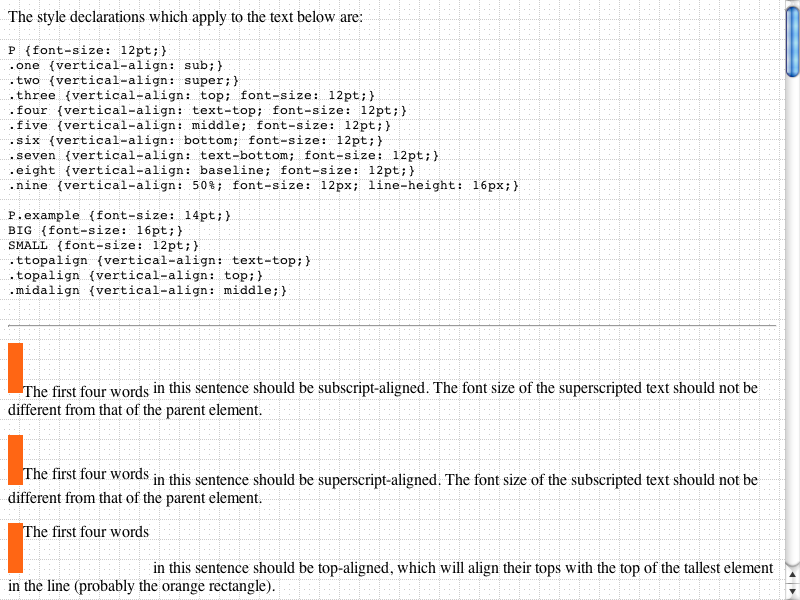 The style declarations which apply to the text below are:
P {font-size: 12pt;}
.one {vertical-align: sub;}
.two {vertical-align: super;}
.three {vertical-align: top; font-size: 12pt;}
.four {vertical-align: text-top; font-size: 12pt;}
.five {vertical-align: middle; font-size: 12pt;}
.six {vertical-align: bottom; font-size: 12pt;}
.seven {vertical-align: text-bottom; font-size: 12pt;}
.eight {vertical-align: baseline; font-size: 12pt;}
.nine {vertical-align: 50%; font-size: 12px; line-height: 16px;}
P.example {font-size: 14pt;}
BIG {font-size: 16pt;}
SMALL {font-size: 12pt;}
.ttopalign {vertical-align: text-top;}
.topalign {vertical-align: top;}
.midalign {vertical-align: middle;}
The first four words in this sentence should be subscript-aligned. The font size of the superscripted text should not be
different from that of the parent element.
The first four words in this sentence should be superscript-aligned. The font size of the subscripted text should not be
different from that of the parent element.
The first four words
in this sentence should be top-aligned, which will align their tops with the top of the tallest element
in the line (probably the orange rectangle).